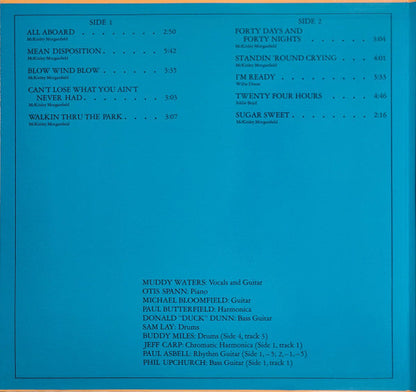 SIDE 1
ALL ABOARD . . . . . . . . 2:50
McKinley Morganfield
MEAN DISPOSITION . . . . . 5:42
McKinley Morganfield
BLOW WIND BLOW . . . . . 3:35
McKinley Morganfield
CAN'T LOSE WHAT YOU AIN'T
NEVER HAD . . . . . . . . 3:03
McKinley Morganfield
WALKIN THRU THE PARK . . . . 3:07
McKinley Morganfield
SIDE 2
FORTY DAYS AND
FORTY NIGHTS . . . . . 3:04
McKinley Morganfield
STANDIN 'ROUND CRYING . . . . 4:01
McKinley Morganfield
I'M READY . . . . . . . . . 3:33
Willie Dixon
TWENTY FOUR HOURS . . . . 4:46
Eddie Boyd
SUGAR SWEET . . . . . . . 2:16
McKinley Morganfield
MUDDY WATERS: Vocals and Guitar
OTIS SPANN: Piano
MICHAEL BLOOMFIELD: Guitar
PAUL BUTTERFIELD: Harmonica
DONALD "DUCK" DUNN: Bass Guitar
SAM LAY: Drums
BUDDY MILES: Drums (Side 4, track 3)
JEFF CARP: Chromatic Harmonica (Side 1, track 1)
PAUL ASBELL: Rhythm Guitar (Side 1, -5; 2, -1, -5)
PHIL UPCHURCH: Bass Guitar (Side 1, track 1)